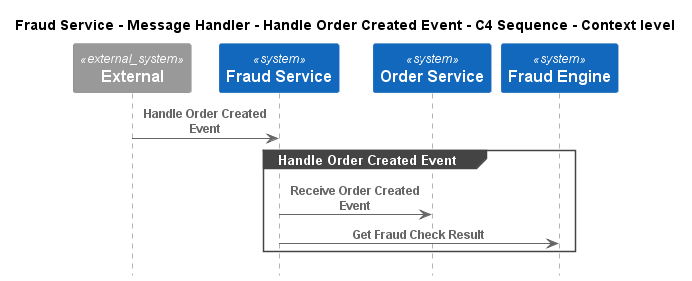 Fraud Service - Message Handler - Handle Order Created Event - C4 Sequence - Context level
«external_system»
External
«system»
Fraud Service
«system»
Order Service
«system»
Fraud Engine
Handle Order Created
Event
Handle Order Created Event
Receive Order Created
Event
Get Fraud Check Result